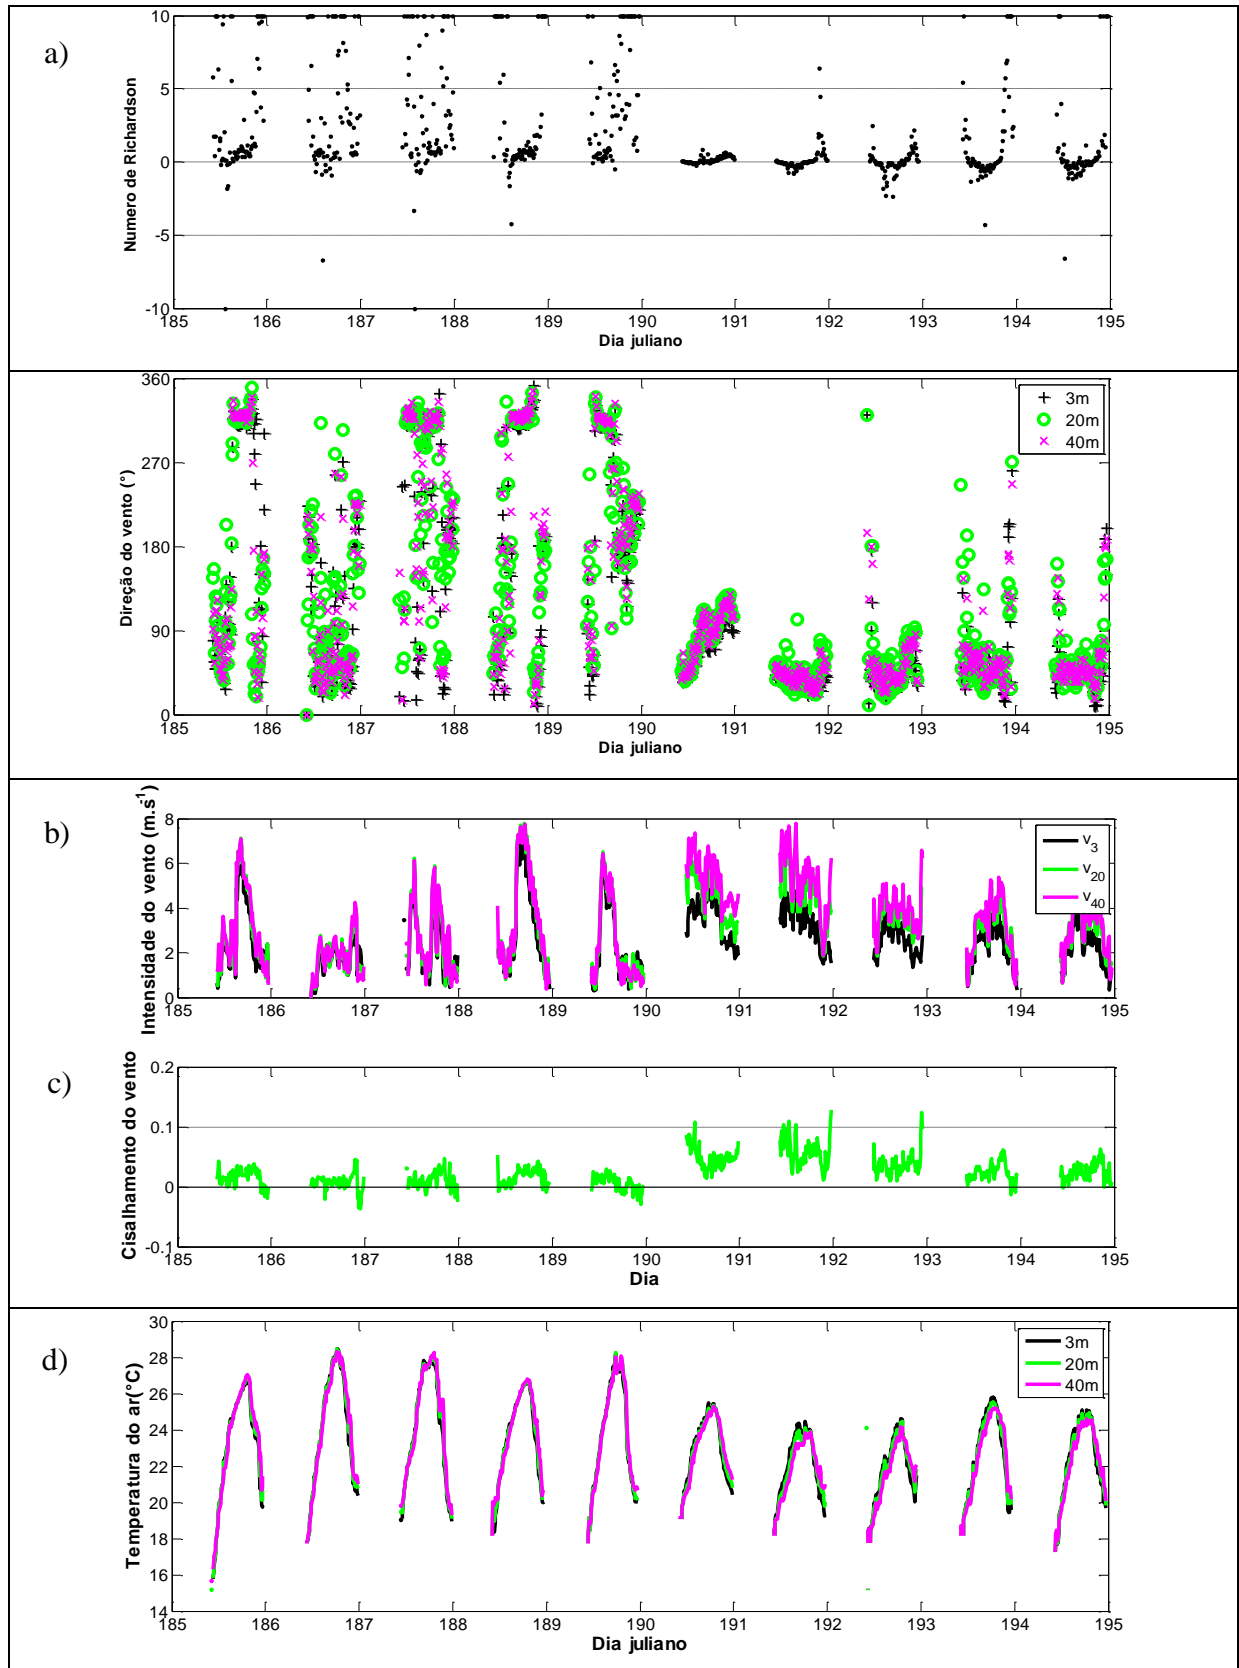 a)
Numero de Richardson
10
5
0
-5
-10
185 186 187 188 189 190 191 192 193 194 195
Dia juliano
Direção do vento (°)
360
270
180
90
0
3m
20m
40m
185 186 187 188 189 190 191 192 193 194 195
Dia juliano
b)
Intensidade do vento (m.s-1)
8
6
4
2
0
v3
v20
v40
185 186 187 188 189 190 191 192 193 194 195
c)
Cisalhamento do vento
0.2
0.1
0
-0.1
185 186 187 188 189 190 191 192 193 194 195
Dia
d)
Temperatura do ar(°C)
30
28
26
24
22
20
18
16
14
3m
20m
40m
185 186 187 188 189 190 191 192 193 194 195
Dia juliano